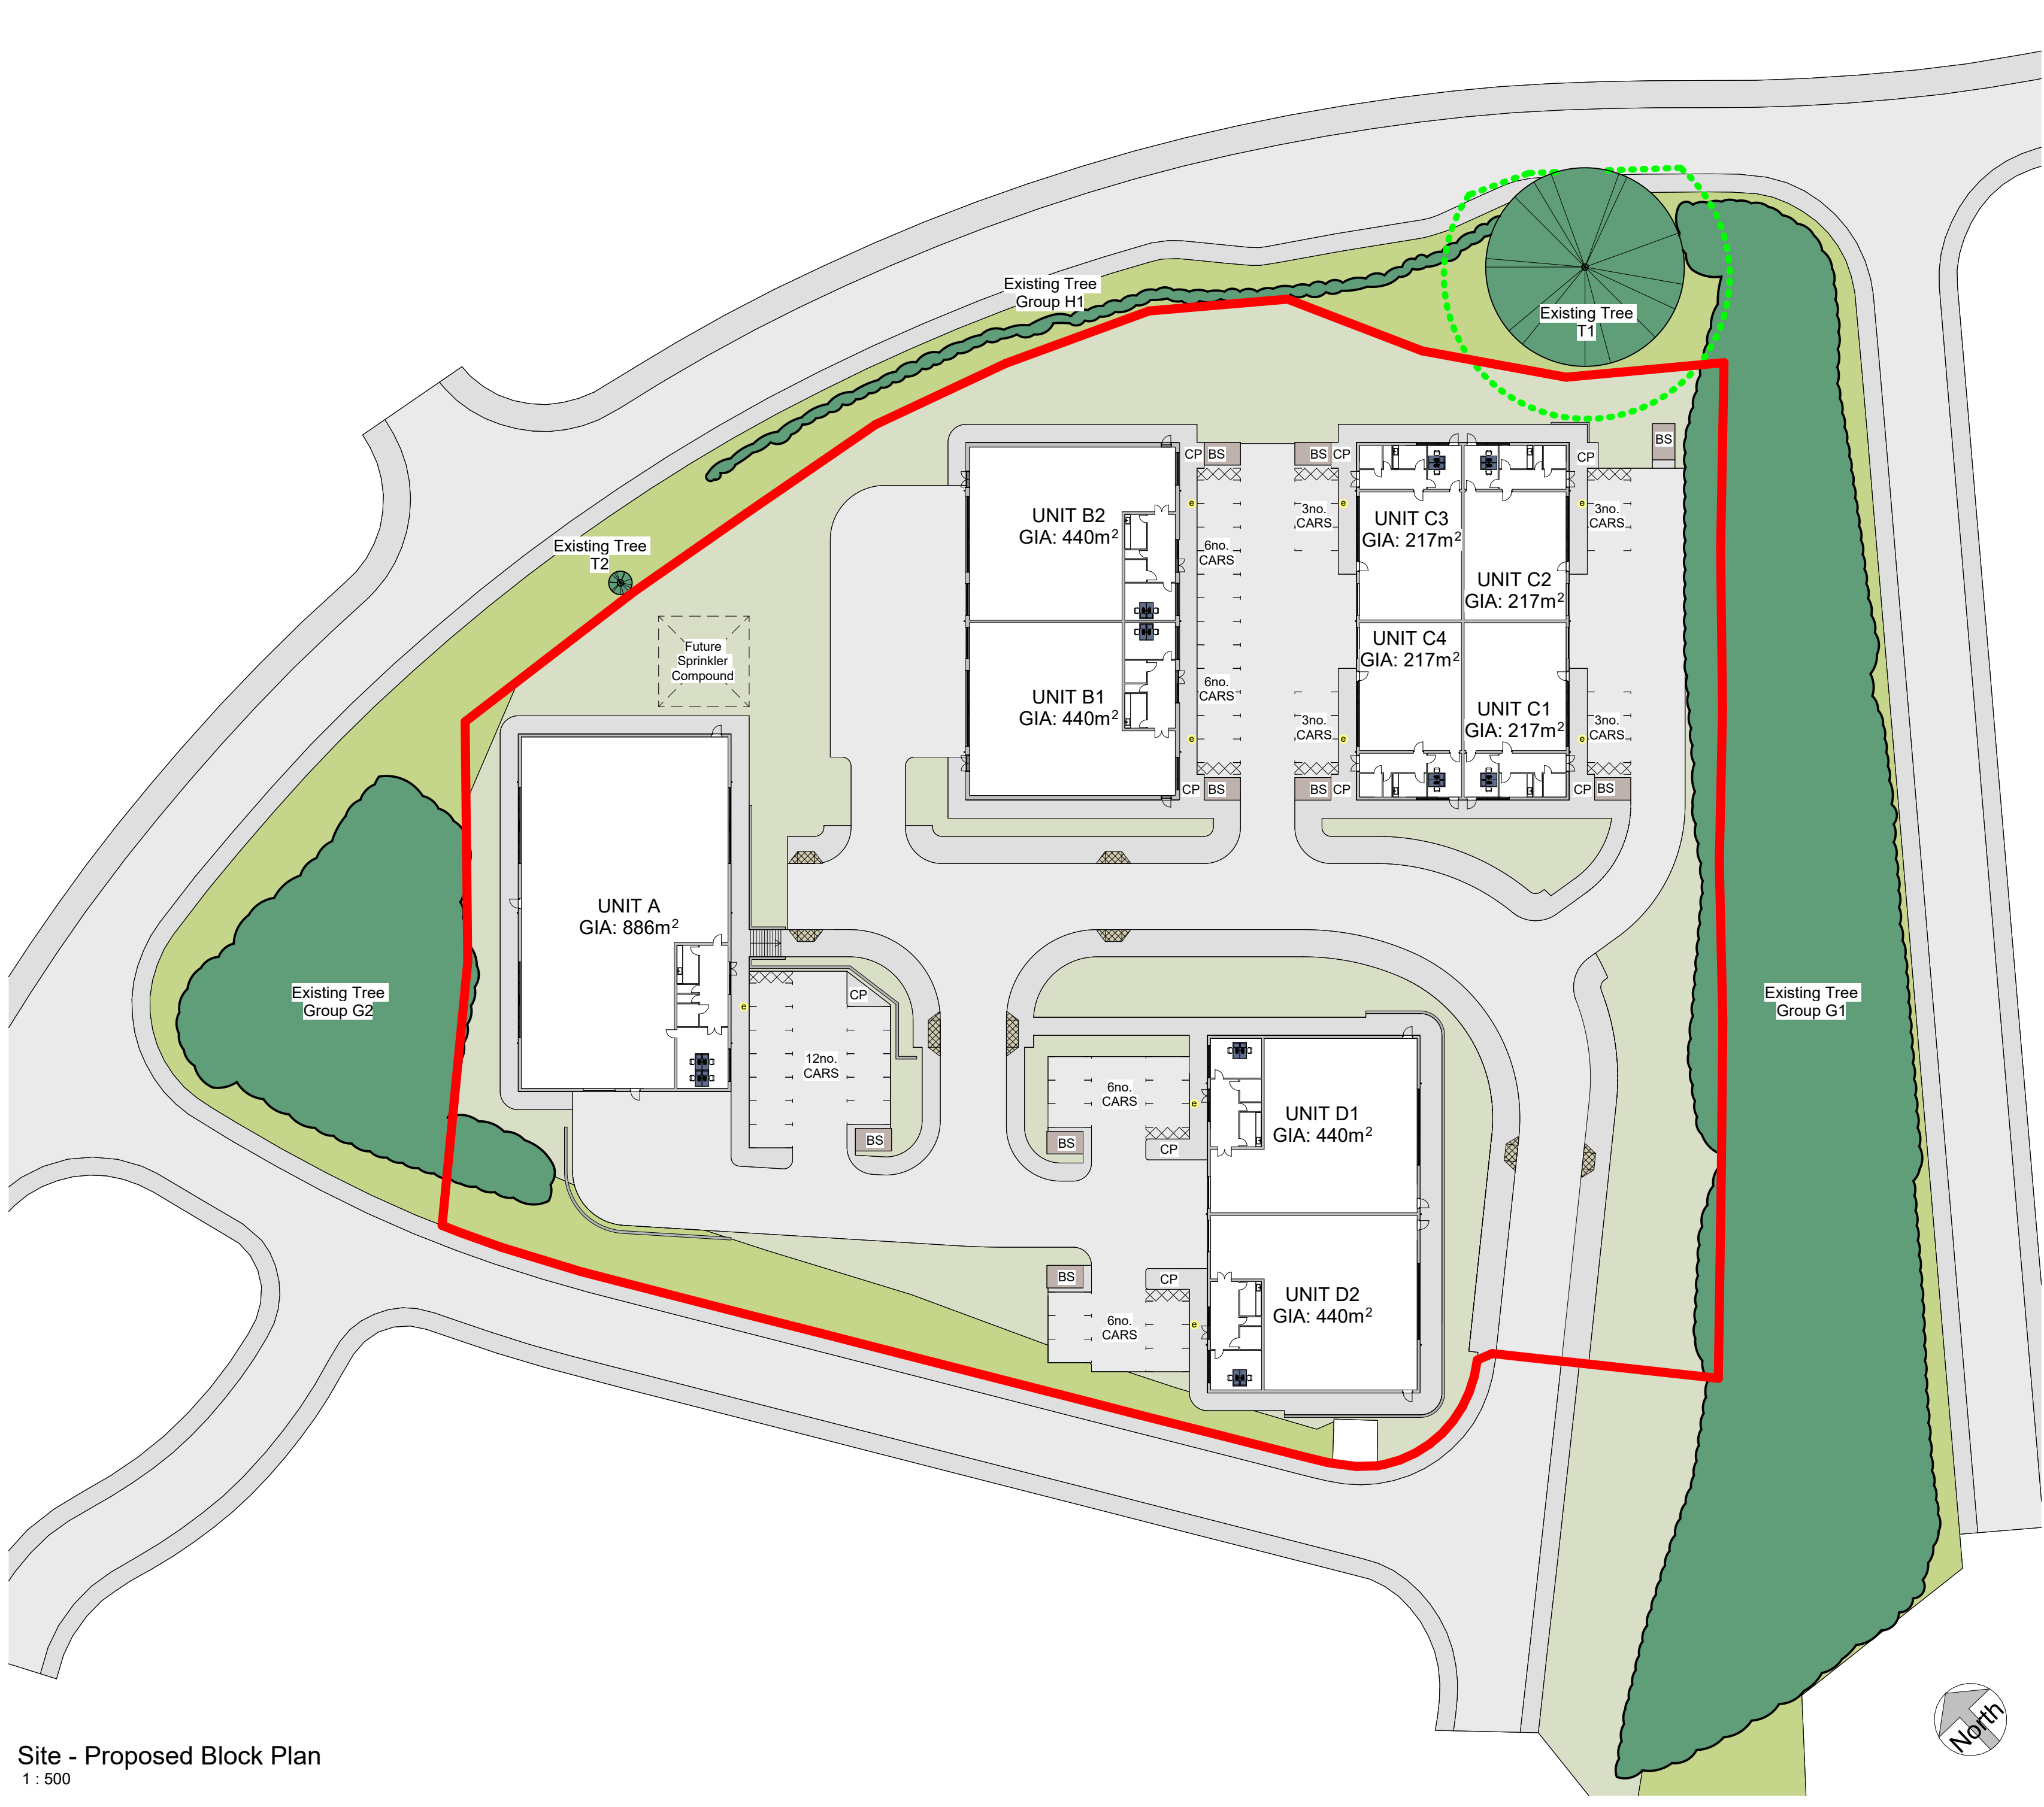 Existing Tree
Group H1
Existing Tree
T1
Existing Tree
T2
Future
Sprinkler
Compound
UNIT B2
GIA: 440m²
UNIT B1
GIA: 440m²
CP BS
e
6no.
CARS
6no.
CARS
e
CP BS
BS CP
3no.
CARS
e
3no.
CARS
e
BS CP
UNIT C3
GIA: 217m²
UNIT C2
GIA: 217m²
UNIT C4
GIA: 217m²
UNIT C1
GIA: 217m²
CP
BS
e
3no.
CARS
e
3no.
CARS
CP BS
UNIT A
GIA: 886m²
e
CP
12no.
CARS
BS
Existing Tree
Group G2
Existing Tree
Group G1
6no.
CARS
e
BS
CP
UNIT D1
GIA: 440m²
BS
CP
6no.
CARS
e
UNIT D2
GIA: 440m²
North
Site - Proposed Block Plan
1 : 500